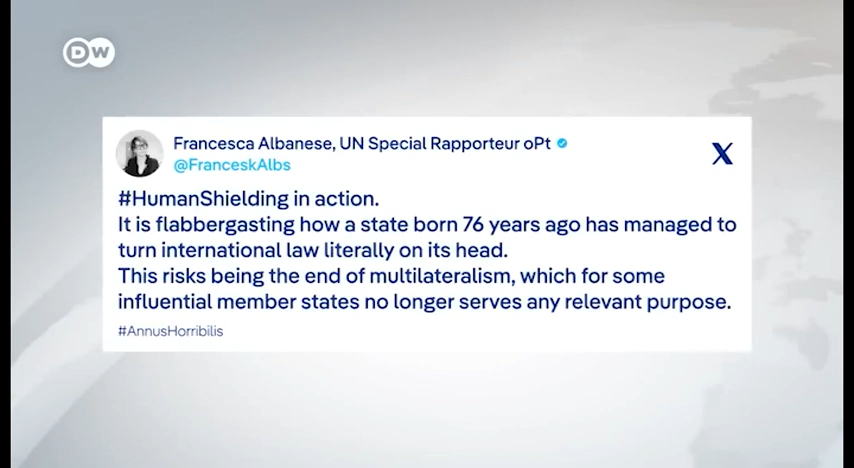 DW
Francesca Albanese, UN Special Rapporteur oPt
@FranceskAlbs
X
#HumanShielding in action.
It is flabbergasting how a state born 76 years ago has managed to
turn international law literally on its head.
This risks being the end of multilateralism, which for some
influential member states no longer serves any relevant purpose.
#AnnusHorribilis